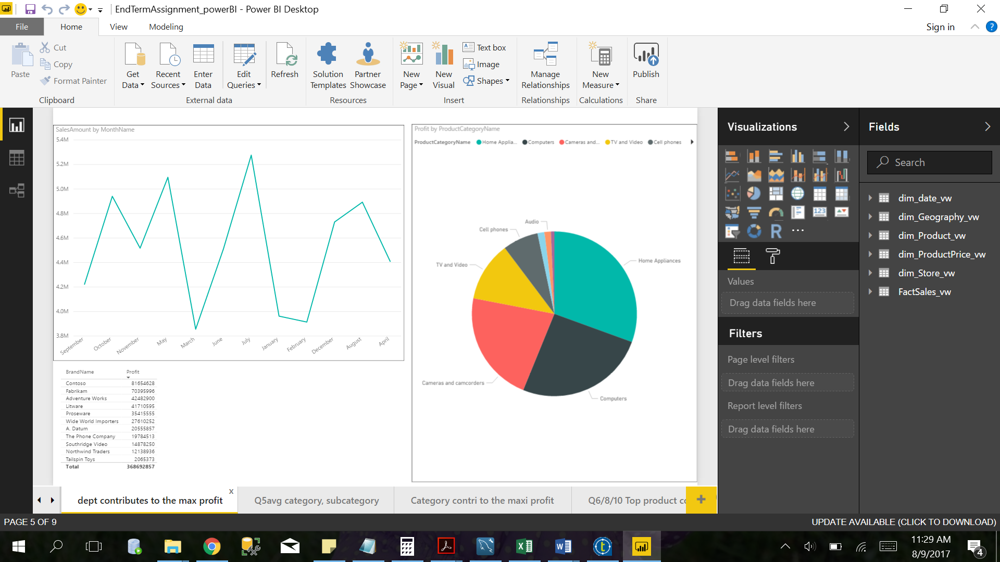 EndTermAssignment_powerBI - Power BI Desktop
File Home View Modeling Sign in ?
Paste Cut Copy Format Painter
Get Data Recent Sources Enter Data Edit Queries Refresh
Solution Templates Partner Showcase
New Page New Visual Text box Image Shapes
Manage Relationships New Measure Publish
Clipboard External data Resources Insert Relationships Calculations Share
SalesAmount by MonthName
5.4M
5.2M
5.0M
4.8M
4.6M
4.4M
4.2M
4.0M
3.8M
September October November May March June July January February December August April
BrandName Profit
Contoso 81654628
Fabrikam 70395996
Adventure Works 42482900
Litware 41710595
Proseware 35415555
Wide World Importers 27610252
A. Datum 20555857
The Phone Company 19784513
Southridge Video 14878250
Northwind Traders 12138936
Tailspin Toys 2065373
Total 368692857
Profit by ProductCategoryName
ProductCategoryName Home Applia... Computers Cameras and... TV and Video Cell phones
Audio
Cell phones
Home Appliances
TV and Video
Cameras and camcorders
Computers
Visualizations
123
R
Values
Drag data fields here
Filters
Page level filters
Drag data fields here
Report level filters
Drag data fields here
Fields
Search
dim_date_vw
dim_Geography_vw
dim_Product_vw
dim_ProductPrice_vw
dim_Store_vw
FactSales_vw
x
dept contributes to the max profit Q5avg category, subcategory Category contri to the maxi profit Q6/8/10 Top product co +
PAGE 5 OF 9 UPDATE AVAILABLE (CLICK TO DOWNLOAD)
11:29 AM
8/9/2017
4